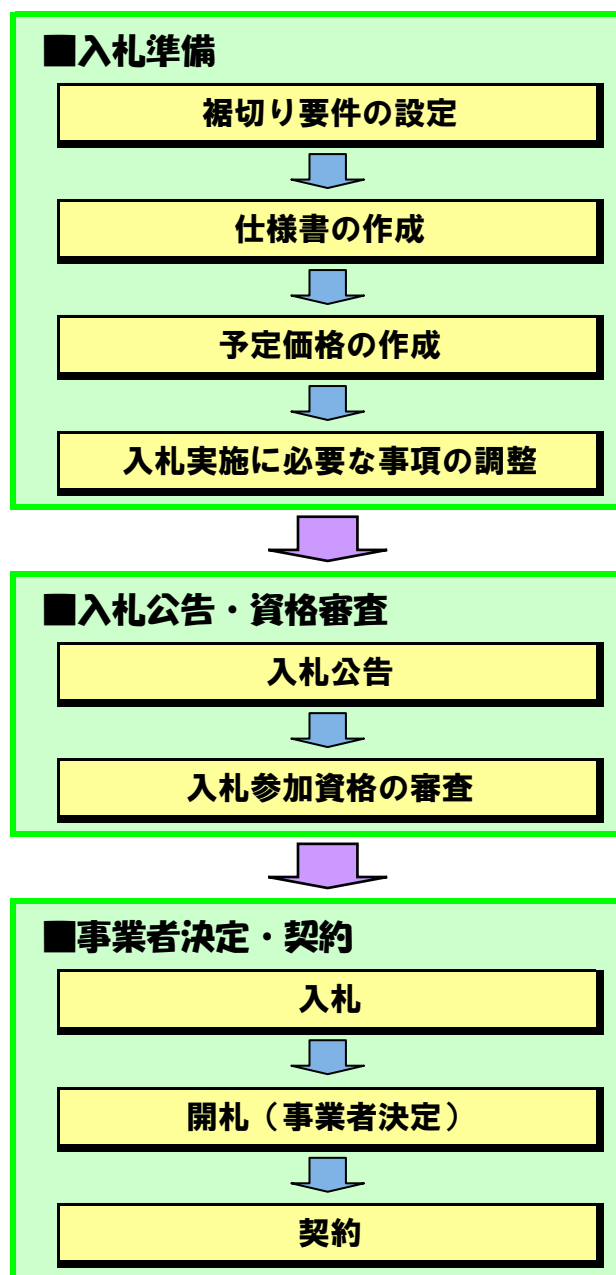 ■入札準備
裾切り要件の設定
仕様書の作成
予定価格の作成
入札実施に必要な事項の調整
■入札公告・資格審査
入札公告
入札参加資格の審査
■事業者決定・契約
入札
開札（事業者決定）
契約